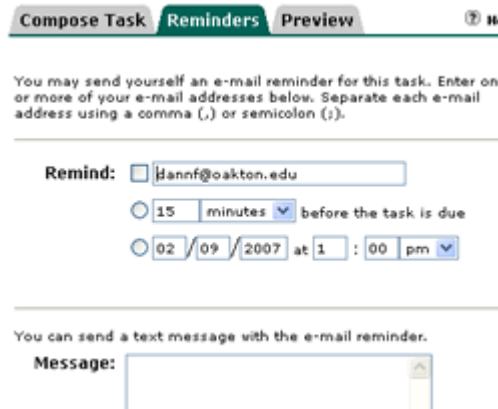 Compose Task Reminders Preview ?
You may send yourself an e-mail reminder for this task. Enter
or more of your e-mail addresses below. Separate each e-mail
address using a comma (,) or semicolon (;).
Remind: dannf@oakton.edu
15 minutes before the task is due
02 / 09 / 2007 at 1 : 00 pm
You can send a text message with the e-mail reminder.
Message: